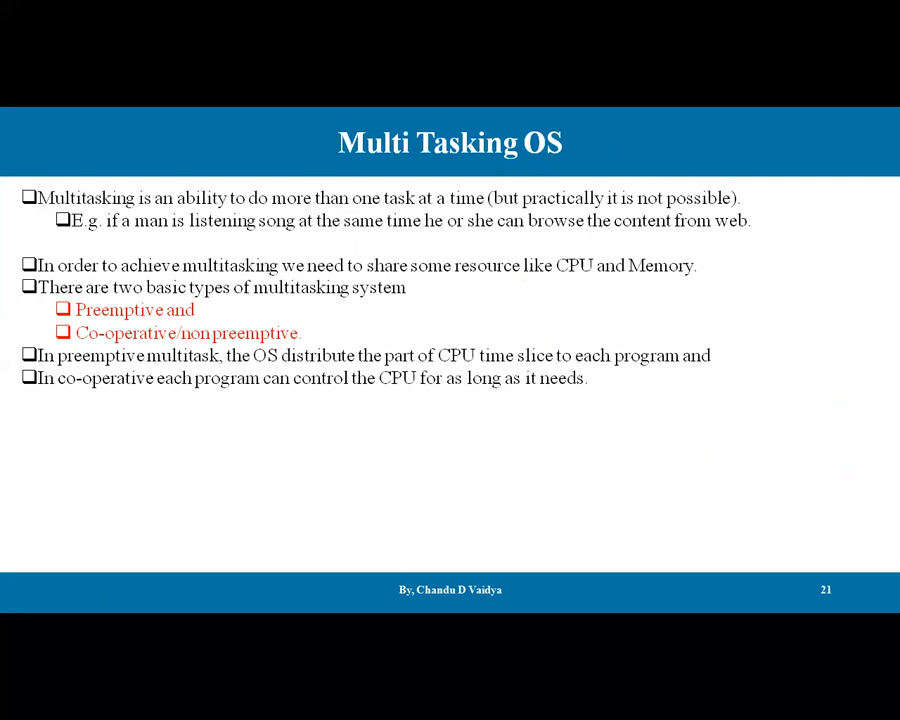 Multi Tasking OS
❑Multitasking is an ability to do more than one task at a time (but practically it is not possible).
❑E.g. if a man is listening song at the same time he or she can browse the content from web.
❑In order to achieve multitasking we need to share some resource like CPU and Memory.
❑There are two basic types of multitasking system
❑ Preemptive and
❑ Co-operative/non preemptive.
❑In preemptive multitask, the OS distribute the part of CPU time slice to each program and
❑In co-operative each program can control the CPU for as long as it needs.
By, Chandu D Vaidya
21